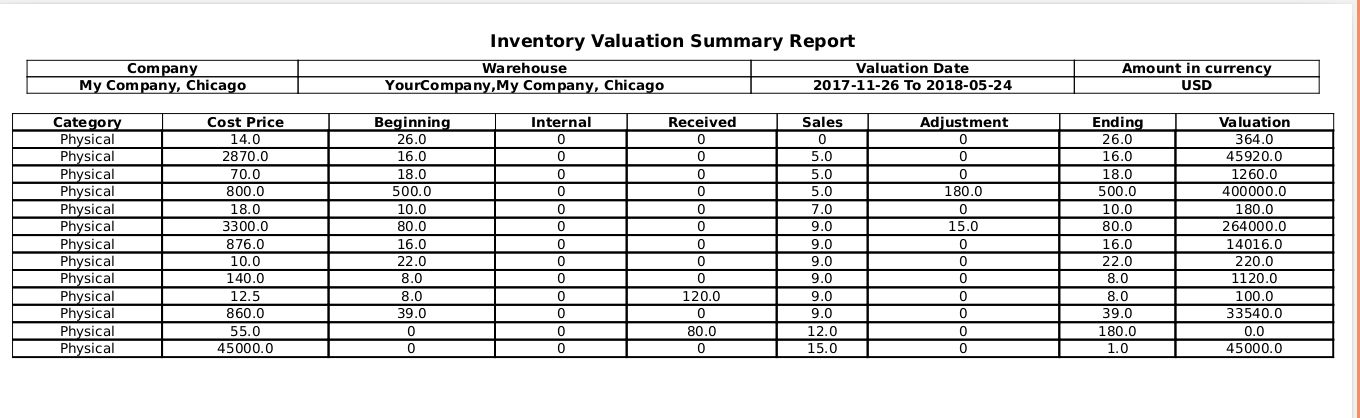 Inventory Valuation Summary Report
Company Warehouse Valuation Date Amount in currency
My Company, Chicago YourCompany,My Company, Chicago 2017-11-26 To 2018-05-24 USD
Category Cost Price Beginning Internal Received Sales Adjustment Ending Valuation
Physical 14.0 26.0 0 0 0 0 26.0 364.0
Physical 2870.0 16.0 0 0 5.0 0 16.0 45920.0
Physical 70.0 18.0 0 0 5.0 0 18.0 1260.0
Physical 800.0 500.0 0 0 5.0 180.0 500.0 400000.0
Physical 18.0 10.0 0 0 7.0 0 10.0 180.0
Physical 3300.0 80.0 0 0 9.0 15.0 80.0 264000.0
Physical 876.0 16.0 0 0 9.0 0 16.0 14016.0
Physical 10.0 22.0 0 0 9.0 0 22.0 220.0
Physical 140.0 8.0 0 0 9.0 0 8.0 1120.0
Physical 12.5 8.0 0 120.0 9.0 0 8.0 100.0
Physical 860.0 39.0 0 0 9.0 0 39.0 33540.0
Physical 55.0 0 0 80.0 12.0 0 180.0 0.0
Physical 45000.0 0 0 0 15.0 0 1.0 45000.0